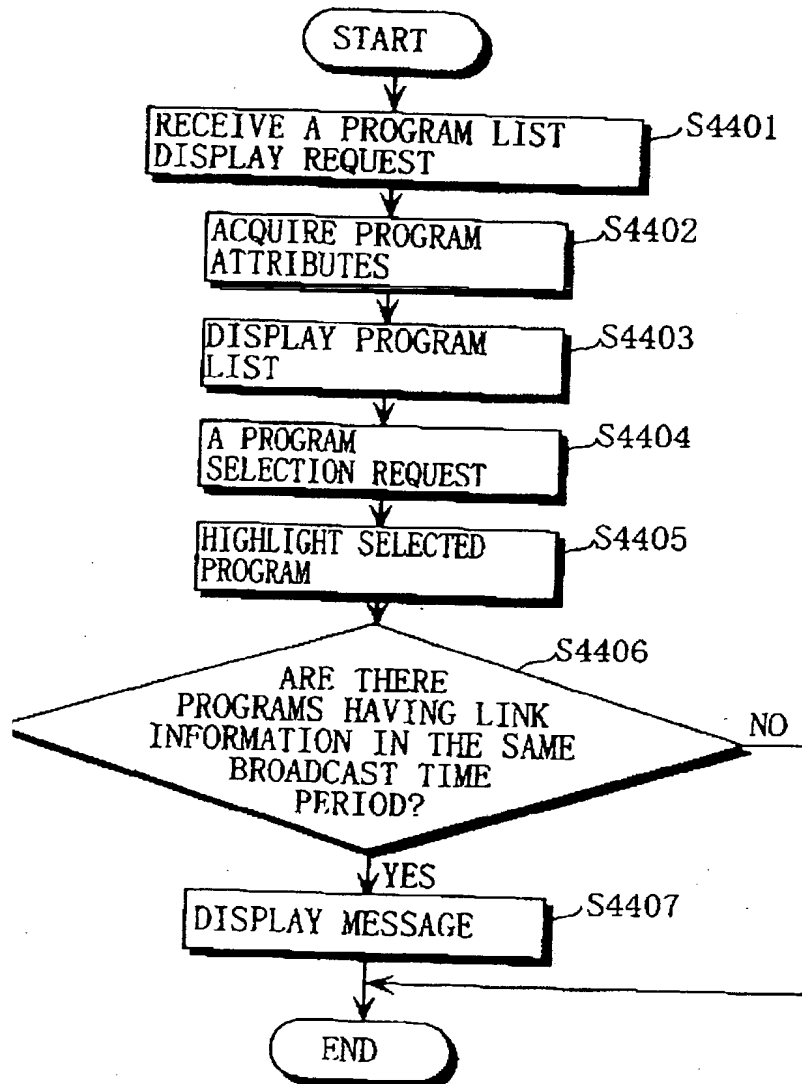 START
RECEIVE A PROGRAM LIST
DISPLAY REQUEST
S4401
ACQUIRE PROGRAM
ATTRIBUTES
S4402
DISPLAY PROGRAM
LIST
S4403
A PROGRAM
SELECTION REQUEST
S4404
HIGHLIGHT SELECTED
PROGRAM
S4405
S4406
ARE THERE
PROGRAMS HAVING LINK
INFORMATION IN THE SAME
BROADCAST TIME
PERIOD?
NO
YES
DISPLAY MESSAGE
S4407
END